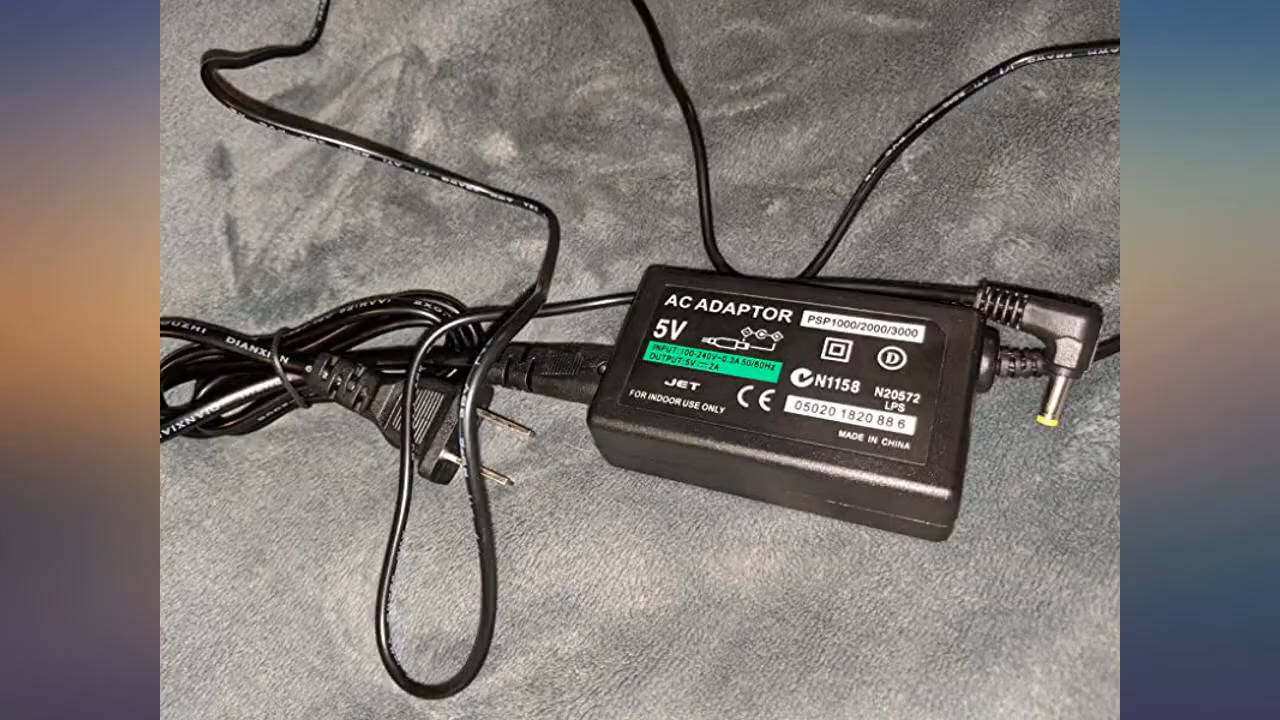 AC ADAPTOR
PSP1000/2000/3000
5V
INPUT:100-240V~0.3A 50/60Hz
OUTPUT:5V⎓2A
D
N1158
N20572
LPS
JET
CE
05020 1820 88 6
FOR INDOOR USE ONLY
MADE IN CHINA
DIANXIAN